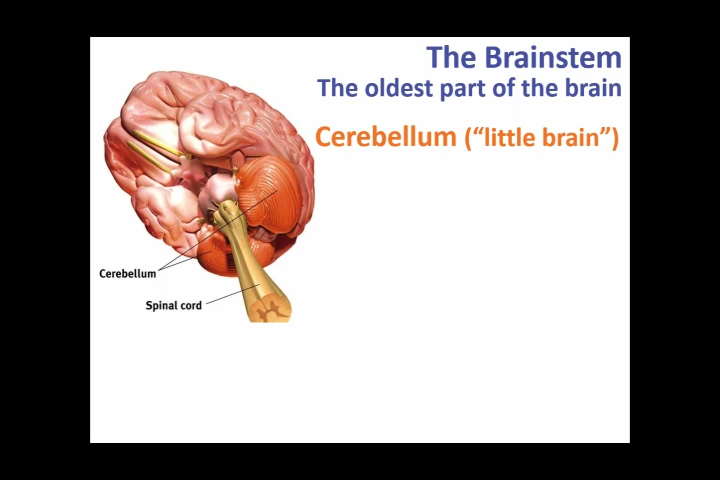 The Brainstem
The oldest part of the brain
Cerebellum (“little brain”)
Cerebellum
Spinal cord